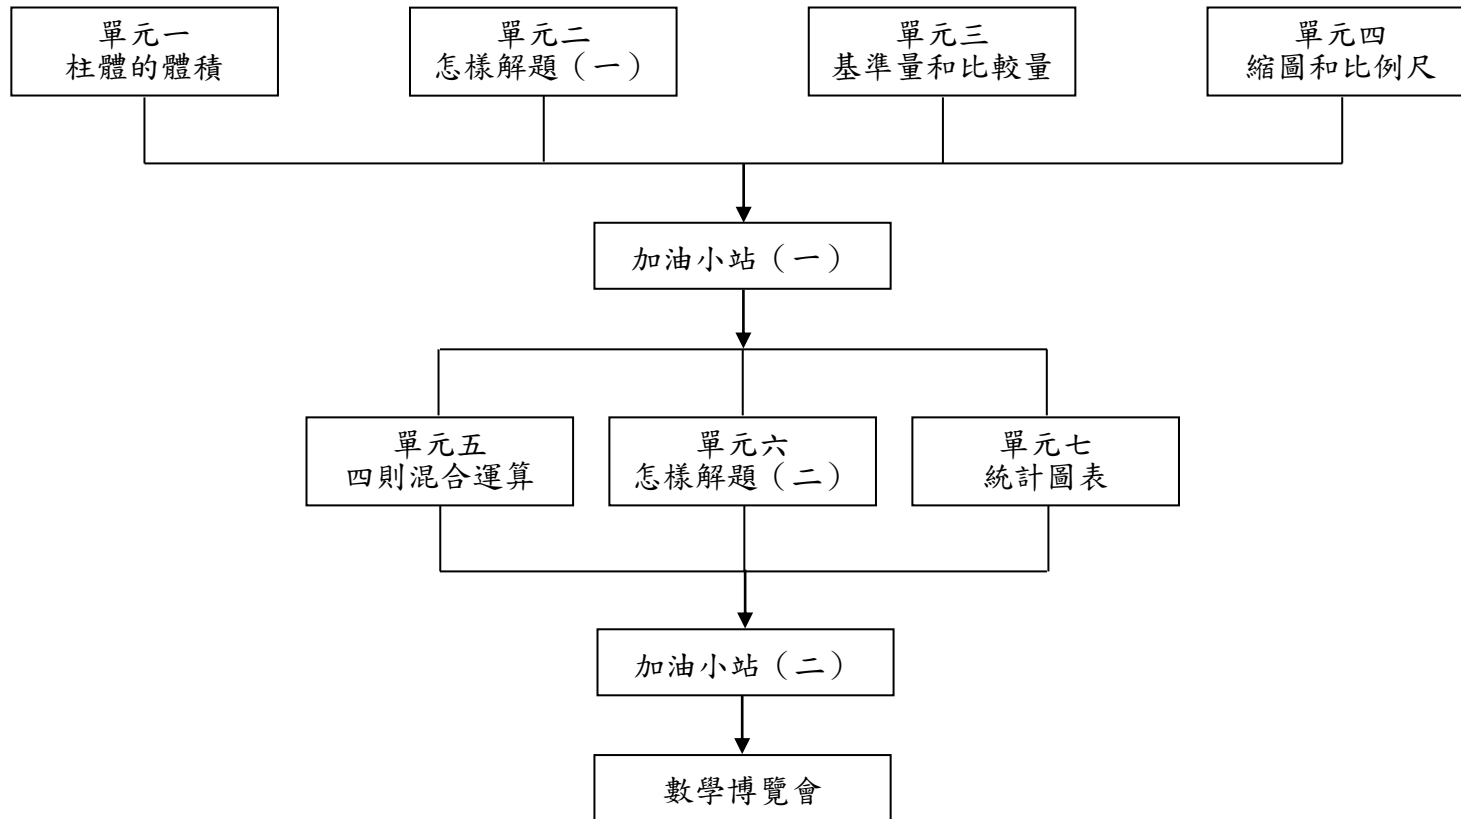 單元一
柱體的體積
單元二
怎樣解題（一）
單元三
基準量和比較量
單元四
縮圖和比例尺
加油小站（一）
單元五
四則混合運算
單元六
怎樣解題（二）
單元七
統計圖表
加油小站（二）
數學博覽會